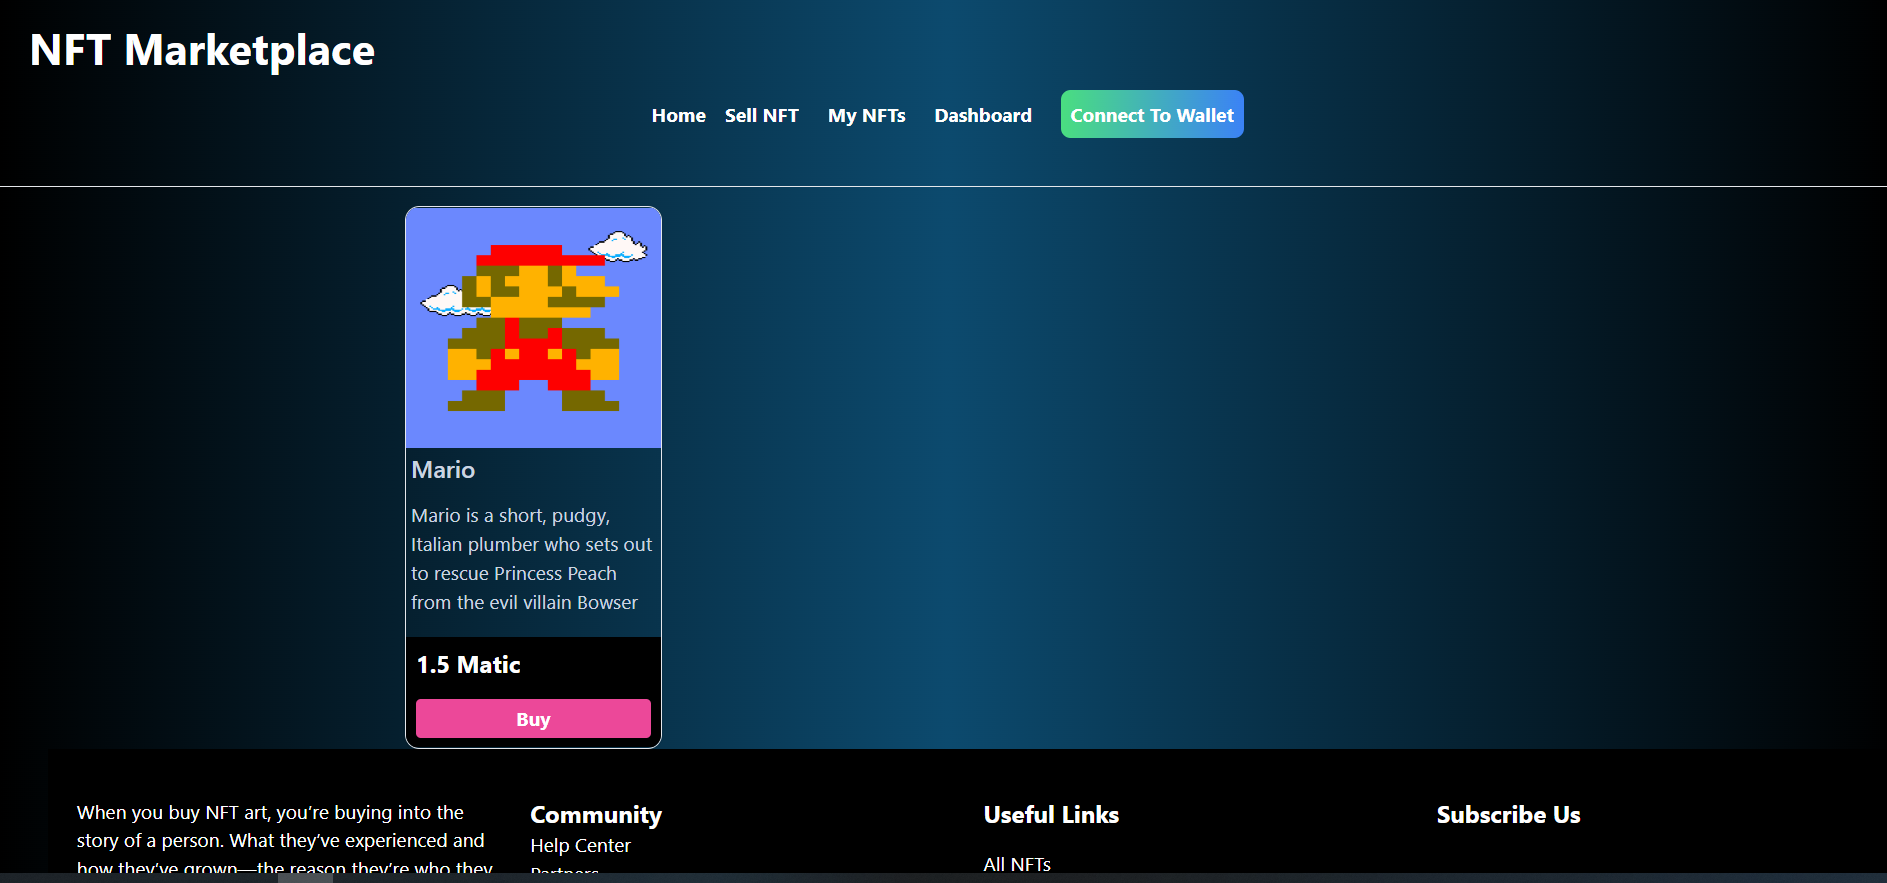 NFT Marketplace
Home Sell NFT My NFTs Dashboard Connect To Wallet
Mario
Mario is a short, pudgy,
Italian plumber who sets out
to rescue Princess Peach
from the evil villain Bowser
1.5 Matic
Buy
When you buy NFT art, you’re buying into the
story of a person. What they’ve experienced and
how they’ve grown—the reason they’re who they
Community
Help Center
Partners
Useful Links
All NFTs
Subscribe Us